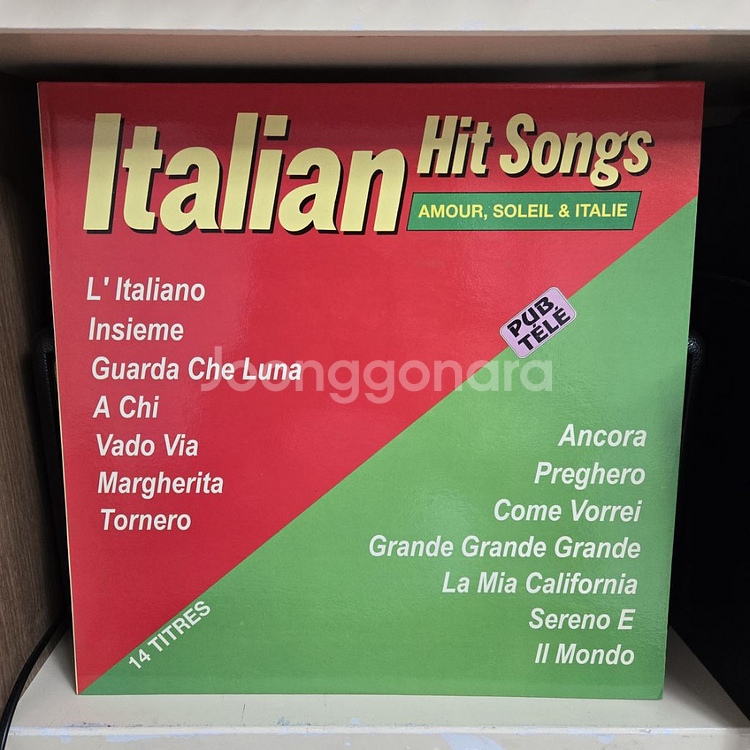 Italian Hit Songs
AMOUR, SOLEIL & ITALIE
L' Italiano
Insieme
Guarda Che Luna
A Chi
Vado Via
Margherita
Tornero
PUB
TÉLÉ
Joonggonara
Ancora
Preghero
Come Vorrei
Grande Grande Grande
La Mia California
Sereno E
Il Mondo
14 TITRES